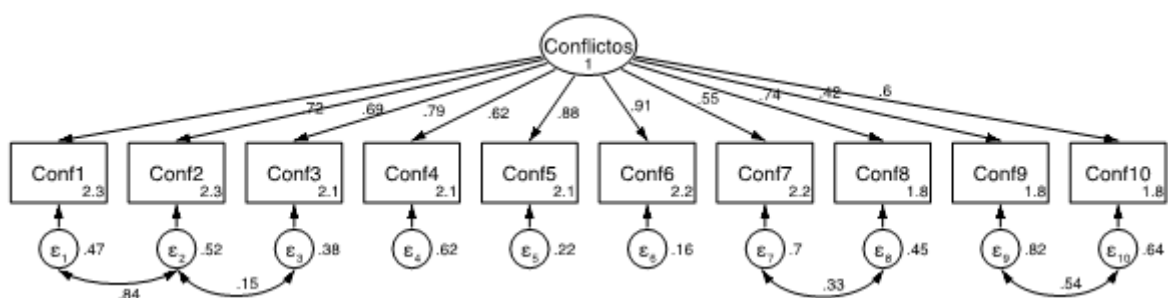 Conflictos
1
.72 .69 .79 .62 .88 .91 .55 .74 .42 .6
Conf1 Conf2 Conf3 Conf4 Conf5 Conf6 Conf7 Conf8 Conf9 Conf10
2.3 2.3 2.1 2.1 2.1 2.2 2.2 1.8 1.8 1.8
ε1 .47 ε2 .52 ε3 .38 ε4 .62 ε5 .22 ε6 .16 ε7 .7 ε8 .45 ε9 .82 ε10 .64
.84 .15 .33 .54